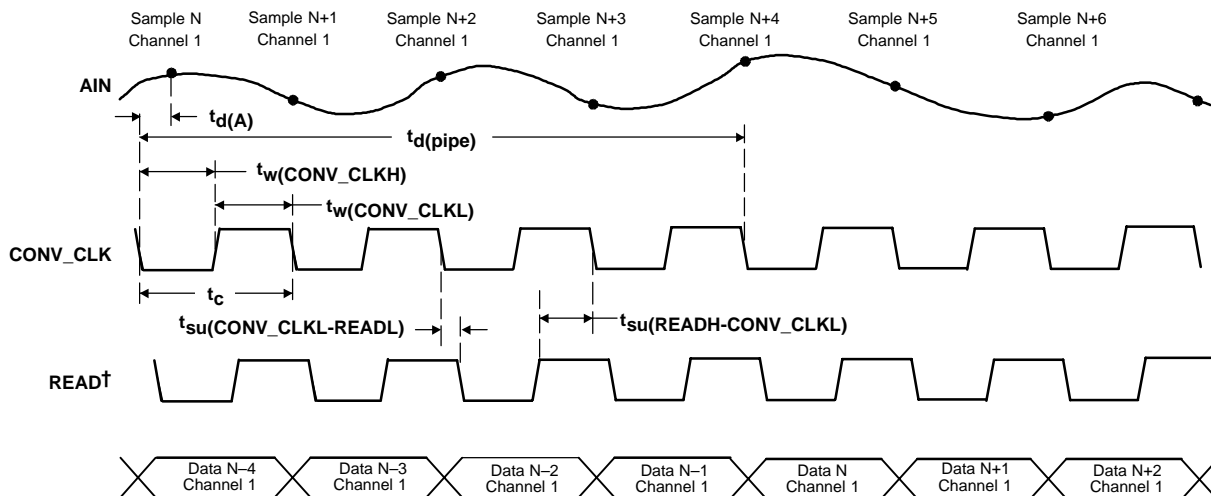 Sample N
Channel 1
Sample N+1
Channel 1
Sample N+2
Channel 1
Sample N+3
Channel 1
Sample N+4
Channel 1
Sample N+5
Channel 1
Sample N+6
Channel 1
AIN
td(A)
td(pipe)
tw(CONV_CLKH)
tw(CONV_CLKL)
CONV_CLK
tc
tsu(CONV_CLKL-READL)
tsu(READH-CONV_CLKL)
READ†
Data N–4
Channel 1
Data N–3
Channel 1
Data N–2
Channel 1
Data N–1
Channel 1
Data N
Channel 1
Data N+1
Channel 1
Data N+2
Channel 1